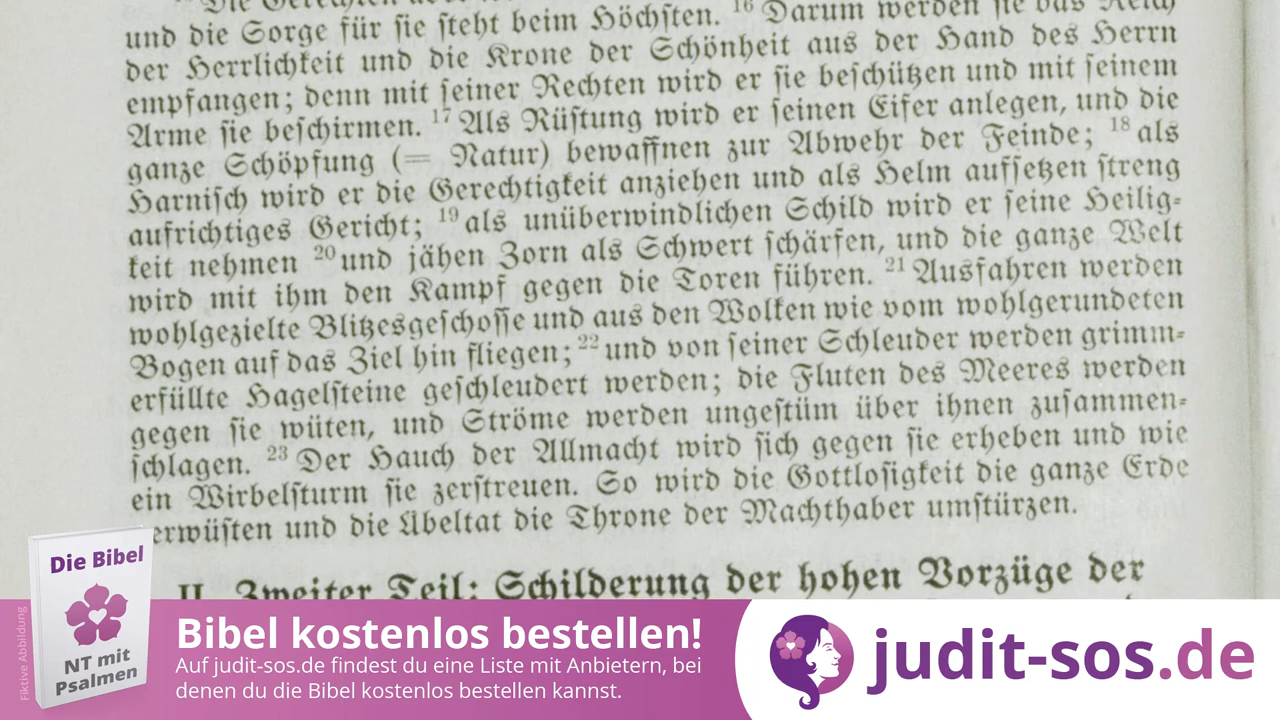 Die Gerechten aber
und die Sorge für sie steht beim Höchsten. 16 Darum werden sie das Reich
der Herrlichkeit und die Krone der Schönheit aus der Hand des Herrn
empfangen; denn mit seiner Rechten wird er sie beschützen und mit seinem
Arme sie beschirmen. 17 Als Rüstung wird er seinen Eifer anlegen, und die
ganze Schöpfung (= Natur) bewaffnen zur Abwehr der Feinde; 18 als
Harnisch wird er die Gerechtigkeit anziehen und als Helm aufsetzen streng
aufrichtiges Gericht; 19 als unüberwindlichen Schild wird er seine Heilig-
keit nehmen 20 und jähen Zorn als Schwert schärfen, und die ganze Welt
wird mit ihm den Kampf gegen die Toren führen. 21 Ausfahren werden
wohlgezielte Blitzesgeschosse und aus den Wolken wie vom wohlgerundeten
Bogen auf das Ziel hin fliegen; 22 und von seiner Schleuder werden grimm-
erfüllte Hagelsteine geschleudert werden; die Fluten des Meeres werden
gegen sie wüten, und Ströme werden ungestüm über ihnen zusammen-
schlagen. 23 Der Hauch der Allmacht wird sich gegen sie erheben und wie
ein Wirbelsturm sie zerstreuen. So wird die Gottlosigkeit die ganze Erde
verwüsten und die Übeltat die Throne der Machthaber umstürzen.
II. Zweiter Teil: Schilderung der hohen Vorzüge der
Die Bibel
NT mit
Psalmen
Fiktive Abbildung
Bibel kostenlos bestellen!
Auf judit-sos.de findest du eine Liste mit Anbietern, bei
denen du die Bibel kostenlos bestellen kannst.
judit-sos.de